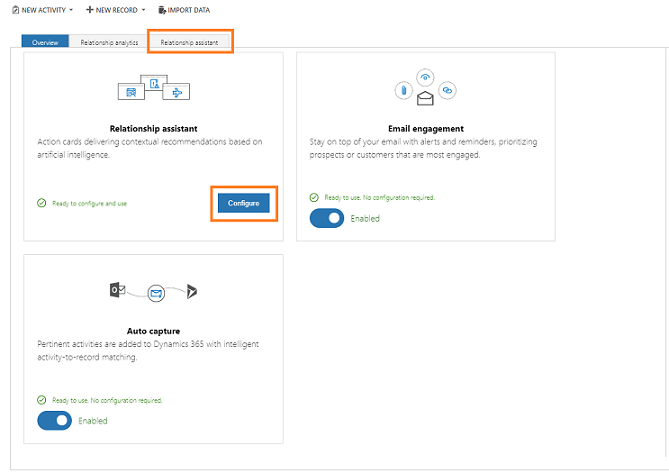 NEW ACTIVITY NEW RECORD IMPORT DATA
Overview Relationship analytics Relationship assistant
Relationship assistant
Action cards delivering contextual recommendations based on
artificial intelligence.
Ready to configure and use
Configure
Email engagement
Stay on top of your email with alerts and reminders, prioritizing
prospects or customers that are most engaged.
Ready to use. No configuration required.
Enabled
Auto capture
Pertinent activities are added to Dynamics 365 with intelligent
activity-to-record matching.
Ready to use. No configuration required.
Enabled